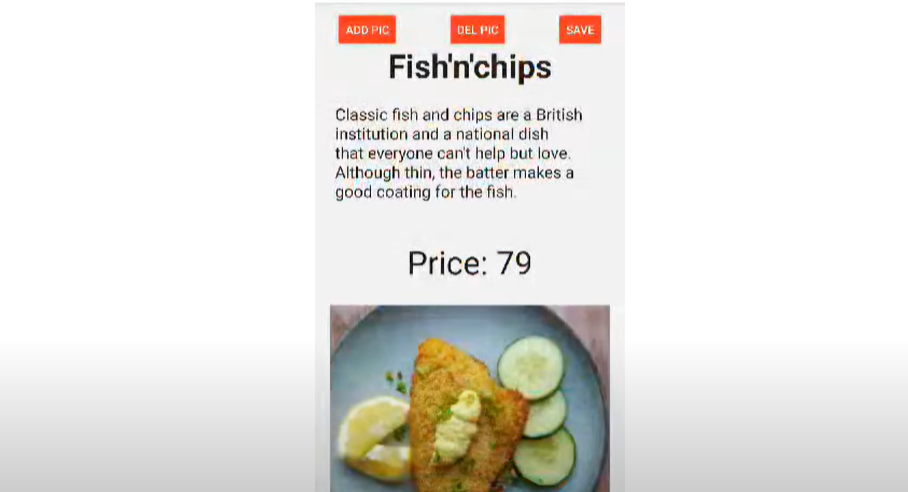 ADD PIC DEL PIC SAVE
Fish'n'chips
Classic fish and chips are a British
institution and a national dish
that everyone can't help but love.
Although thin, the batter makes a
good coating for the fish.
Price: 79